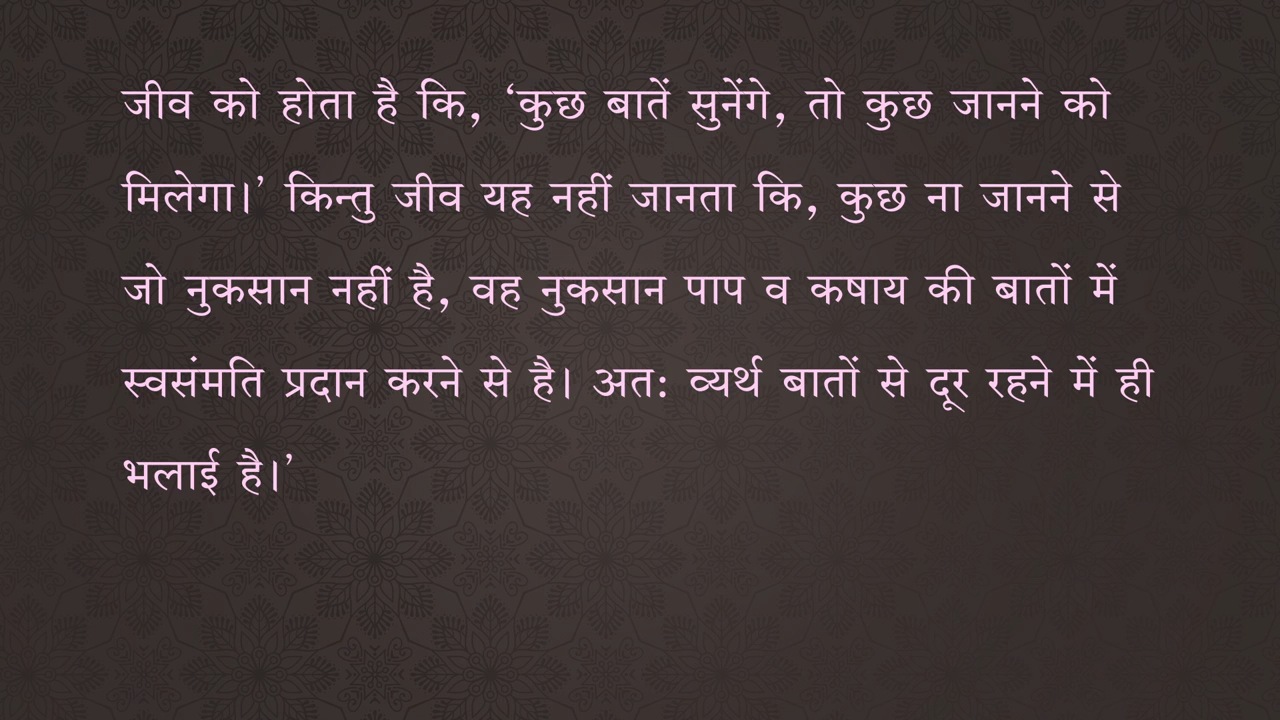 जीव को होता है कि, ‘कुछ बातें सुनेंगे, तो कुछ जानने को
मिलेगा।’ किन्तु जीव यह नहीं जानता कि, कुछ ना जानने से
जो नुकसान नहीं है, वह नुकसान पाप व कषाय की बातों में
स्वसंमति प्रदान करने से है। अतः व्यर्थ बातों से दूर रहने में ही
भलाई है।’